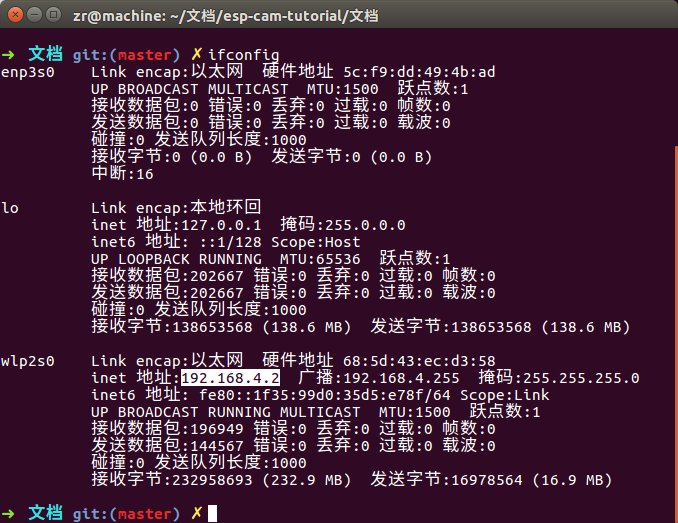 zr@machine: ~/文档/esp-cam-tutorial/文档
➜ 文档 git:(master) ✗ ifconfig
enp3s0 Link encap:以太网 硬件地址 5c:f9:dd:49:4b:ad
UP BROADCAST MULTICAST MTU:1500 跃点数:1
接收数据包:0 错误:0 丢弃:0 过载:0 帧数:0
发送数据包:0 错误:0 丢弃:0 过载:0 载波:0
碰撞:0 发送队列长度:1000
接收字节:0 (0.0 B) 发送字节:0 (0.0 B)
中断:16
lo Link encap:本地环回
inet 地址:127.0.0.1 掩码:255.0.0.0
inet6 地址: ::1/128 Scope:Host
UP LOOPBACK RUNNING MTU:65536 跃点数:1
接收数据包:202667 错误:0 丢弃:0 过载:0 帧数:0
发送数据包:202667 错误:0 丢弃:0 过载:0 载波:0
碰撞:0 发送队列长度:1000
接收字节:138653568 (138.6 MB) 发送字节:138653568 (138.6 MB)
wlp2s0 Link encap:以太网 硬件地址 68:5d:43:ec:d3:58
inet 地址:192.168.4.2 广播:192.168.4.255 掩码:255.255.255.0
inet6 地址: fe80::1f35:99d0:35d5:e78f/64 Scope:Link
UP BROADCAST RUNNING MULTICAST MTU:1500 跃点数:1
接收数据包:196949 错误:0 丢弃:0 过载:0 帧数:0
发送数据包:144567 错误:0 丢弃:0 过载:0 载波:0
碰撞:0 发送队列长度:1000
接收字节:232958693 (232.9 MB) 发送字节:16978564 (16.9 MB)
➜ 文档 git:(master) ✗